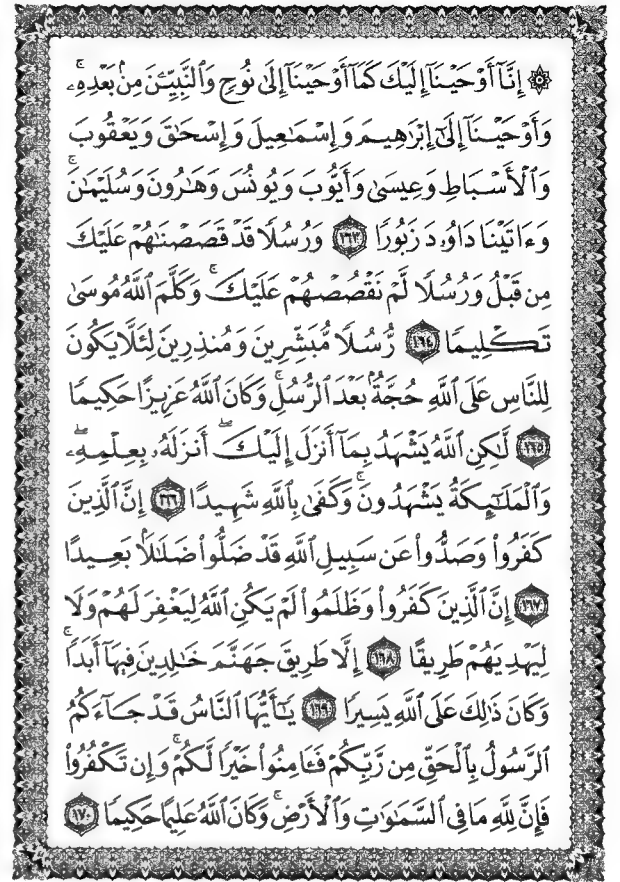 ۞ إِنَّآ أَوْحَيْنَآ إِلَيْكَ كَمَآ أَوْحَيْنَآ إِلَىٰ نُوحٍ وَٱلنَّبِيِّـۧنَ مِنۢ بَعْدِهِۦۚ
وَأَوْحَيْنَآ إِلَىٰٓ إِبْرَٰهِيمَ وَإِسْمَٰعِيلَ وَإِسْحَٰقَ وَيَعْقُوبَ
وَٱلْأَسْبَاطِ وَعِيسَىٰ وَأَيُّوبَ وَيُونُسَ وَهَٰرُونَ وَسُلَيْمَٰنَۚ
وَءَاتَيْنَا دَاوُۥدَ زَبُورًا ١٦٣ وَرُسُلًا قَدْ قَصَصْنَٰهُمْ عَلَيْكَ
مِن قَبْلُ وَرُسُلًا لَّمْ نَقْصُصْهُمْ عَلَيْكَۚ وَكَلَّمَ ٱللَّهُ مُوسَىٰ
تَكْلِيمًا ١٦٤ رُّسُلًا مُّبَشِّرِينَ وَمُنذِرِينَ لِئَلَّا يَكُونَ
لِلنَّاسِ عَلَى ٱللَّهِ حُجَّةٌۢ بَعْدَ ٱلرُّسُلِۚ وَكَانَ ٱللَّهُ عَزِيزًا حَكِيمًا
١٦٥ لَّٰكِنِ ٱللَّهُ يَشْهَدُ بِمَآ أَنزَلَ إِلَيْكَۖ أَنزَلَهُۥ بِعِلْمِهِۦۖ
وَٱلْمَلَٰٓئِكَةُ يَشْهَدُونَۚ وَكَفَىٰ بِٱللَّهِ شَهِيدًا ١٦٦ إِنَّ ٱلَّذِينَ
كَفَرُوا۟ وَصَدُّوا۟ عَن سَبِيلِ ٱللَّهِ قَدْ ضَلُّوا۟ ضَلَٰلًۢا بَعِيدًا
١٦٧ إِنَّ ٱلَّذِينَ كَفَرُوا۟ وَظَلَمُوا۟ لَمْ يَكُنِ ٱللَّهُ لِيَغْفِرَ لَهُمْ وَلَا
لِيَهْدِيَهُمْ طَرِيقًا ١٦٨ إِلَّا طَرِيقَ جَهَنَّمَ خَٰلِدِينَ فِيهَآ أَبَدًاۚ
وَكَانَ ذَٰلِكَ عَلَى ٱللَّهِ يَسِيرًا ١٦٩ يَٰٓأَيُّهَا ٱلنَّاسُ قَدْ جَآءَكُمُ
ٱلرَّسُولُ بِٱلْحَقِّ مِن رَّبِّكُمْ فَـَٔامِنُوا۟ خَيْرًا لَّكُمْۚ وَإِن تَكْفُرُوا۟
فَإِنَّ لِلَّهِ مَا فِى ٱلسَّمَٰوَٰتِ وَٱلْأَرْضِۚ وَكَانَ ٱللَّهُ عَلِيمًا حَكِيمًا ١٧٠